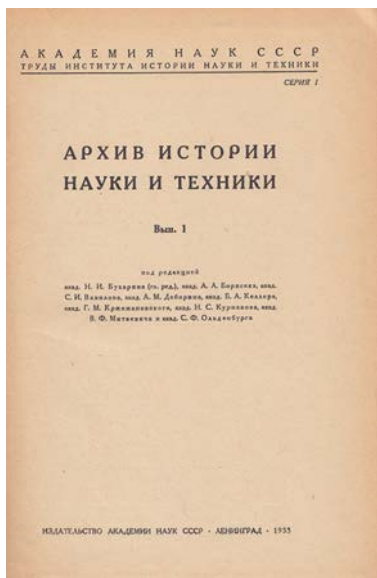 АКАДЕМИЯ НАУК СССР
ТРУДЫ ИНСТИТУТА ИСТОРИИ НАУКИ И ТЕХНИКИ
СЕРИЯ 1
АРХИВ ИСТОРИИ
НАУКИ И ТЕХНИКИ
Вып. 1
под редакцией
акад. Н. И. Бухарина (гл. ред.), акад. А. А. Борисяка, акад.
С. И. Вавилова, акад. А. М. Деборина, акад. Б. А. Келлера,
акад. Г. М. Кржижановского, акад. Н. С. Курнакова, акад.
В. Ф. Миткевича и акад. С. Ф. Ольденбурга
ИЗДАТЕЛЬСТВО АКАДЕМИИ НАУК СССР - ЛЕНИНГРАД - 1933